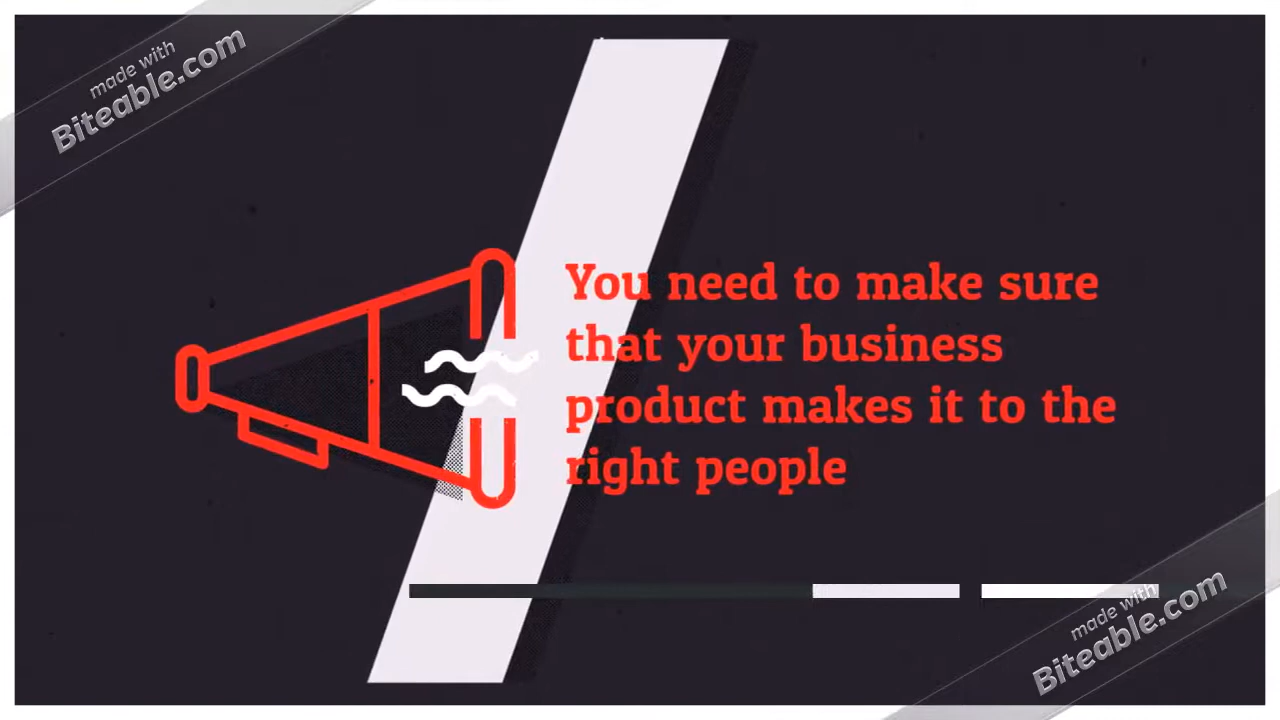 made with
Biteable.com
You need to make sure
that your business
product makes it to the
right people
made with
Biteable.com